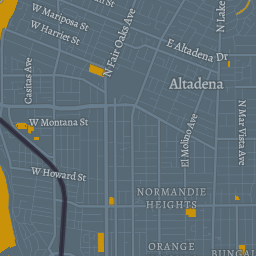 W Mariposa St
W Harriet St
N Fair Oaks Ave
E Altadena Dr
N Lake
Casitas Ave
Altadena
W Montana St
El Molino Ave
N Mar Vista Ave
W Howard St
NORMANDIE
HEIGHTS
ORANGE
BUNGAL